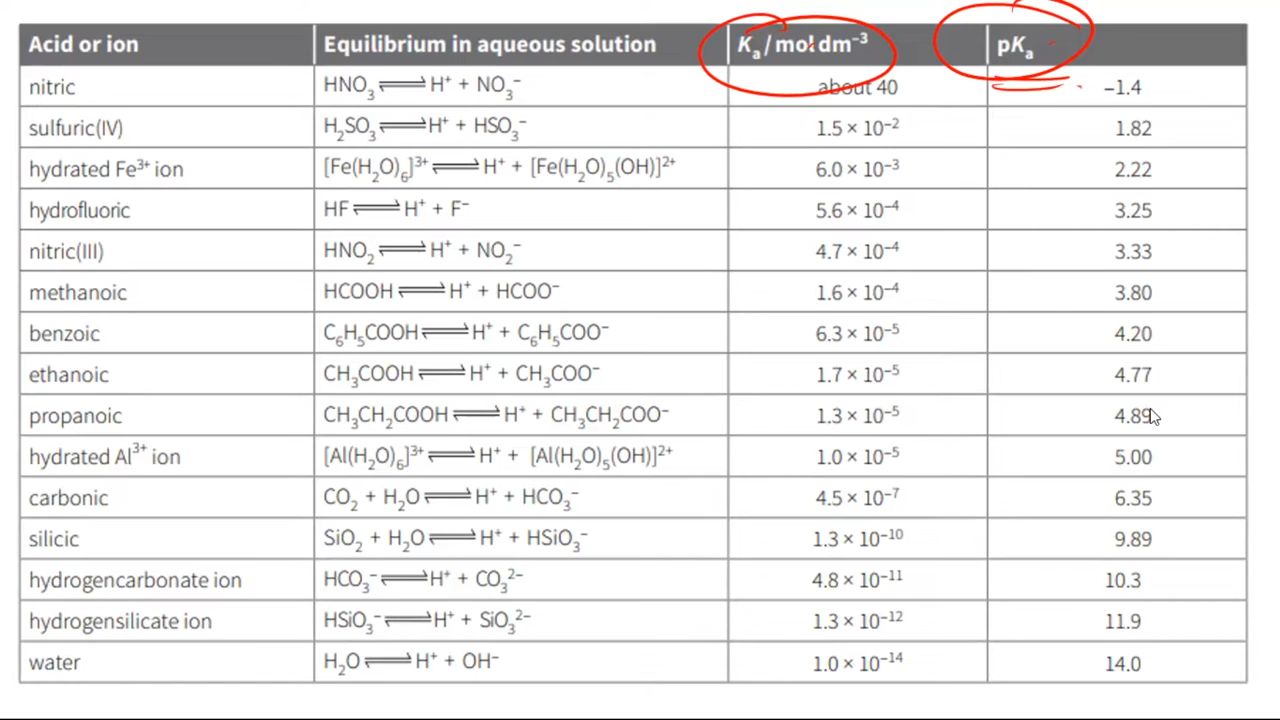 Acid or ion Equilibrium in aqueous solution Kₐ / mol dm⁻³ pKₐ
nitric HNO₃ ⇌ H⁺ + NO₃⁻ about 40 –1.4
sulfuric(IV) H₂SO₃ ⇌ H⁺ + HSO₃⁻ 1.5 × 10⁻² 1.82
hydrated Fe³⁺ ion [Fe(H₂O)₆]³⁺ ⇌ H⁺ + [Fe(H₂O)₅(OH)]²⁺ 6.0 × 10⁻³ 2.22
hydrofluoric HF ⇌ H⁺ + F⁻ 5.6 × 10⁻⁴ 3.25
nitric(III) HNO₂ ⇌ H⁺ + NO₂⁻ 4.7 × 10⁻⁴ 3.33
methanoic HCOOH ⇌ H⁺ + HCOO⁻ 1.6 × 10⁻⁴ 3.80
benzoic C₆H₅COOH ⇌ H⁺ + C₆H₅COO⁻ 6.3 × 10⁻⁵ 4.20
ethanoic CH₃COOH ⇌ H⁺ + CH₃COO⁻ 1.7 × 10⁻⁵ 4.77
propanoic CH₃CH₂COOH ⇌ H⁺ + CH₃CH₂COO⁻ 1.3 × 10⁻⁵ 4.89
hydrated Al³⁺ ion [Al(H₂O)₆]³⁺ ⇌ H⁺ + [Al(H₂O)₅(OH)]²⁺ 1.0 × 10⁻⁵ 5.00
carbonic CO₂ + H₂O ⇌ H⁺ + HCO₃⁻ 4.5 × 10⁻⁷ 6.35
silicic SiO₂ + H₂O ⇌ H⁺ + HSiO₃⁻ 1.3 × 10⁻¹⁰ 9.89
hydrogencarbonate ion HCO₃⁻ ⇌ H⁺ + CO₃²⁻ 4.8 × 10⁻¹¹ 10.3
hydrogensilicate ion HSiO₃⁻ ⇌ H⁺ + SiO₃²⁻ 1.3 × 10⁻¹² 11.9
water H₂O ⇌ H⁺ + OH⁻ 1.0 × 10⁻¹⁴ 14.0